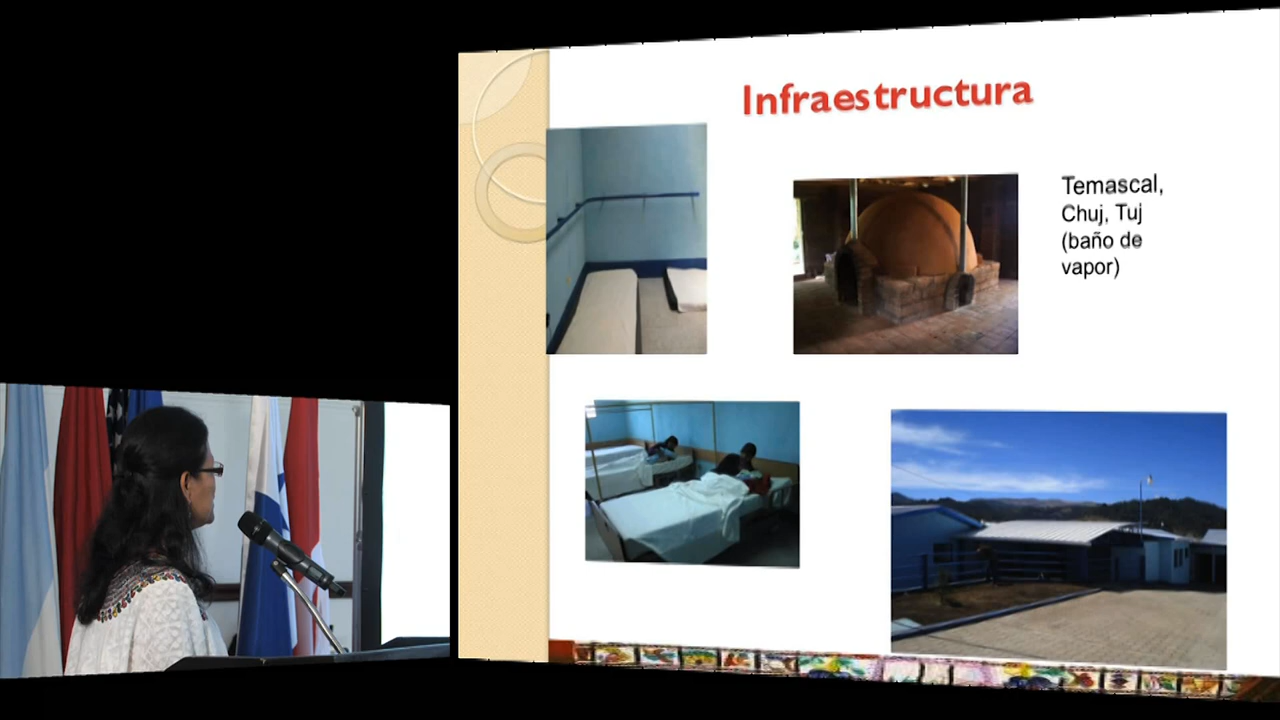 Infraestructura
Temascal,
Chuj, Tuj
(baño de
vapor)